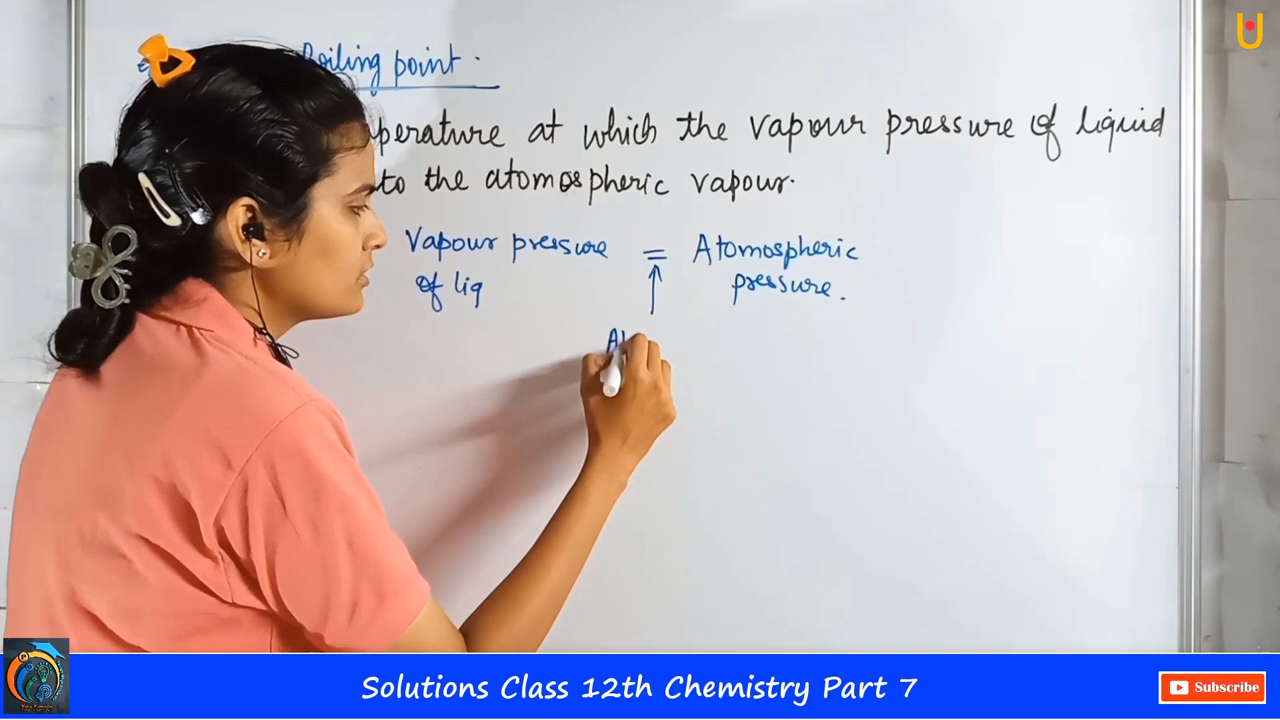 Boiling point.
perature at which the vapour pressure of liquid
to the atomospheric vapour.
Vapour pressure = Atomospheric
of liq pressure.
Solutions Class 12th Chemistry Part 7
Subscribe